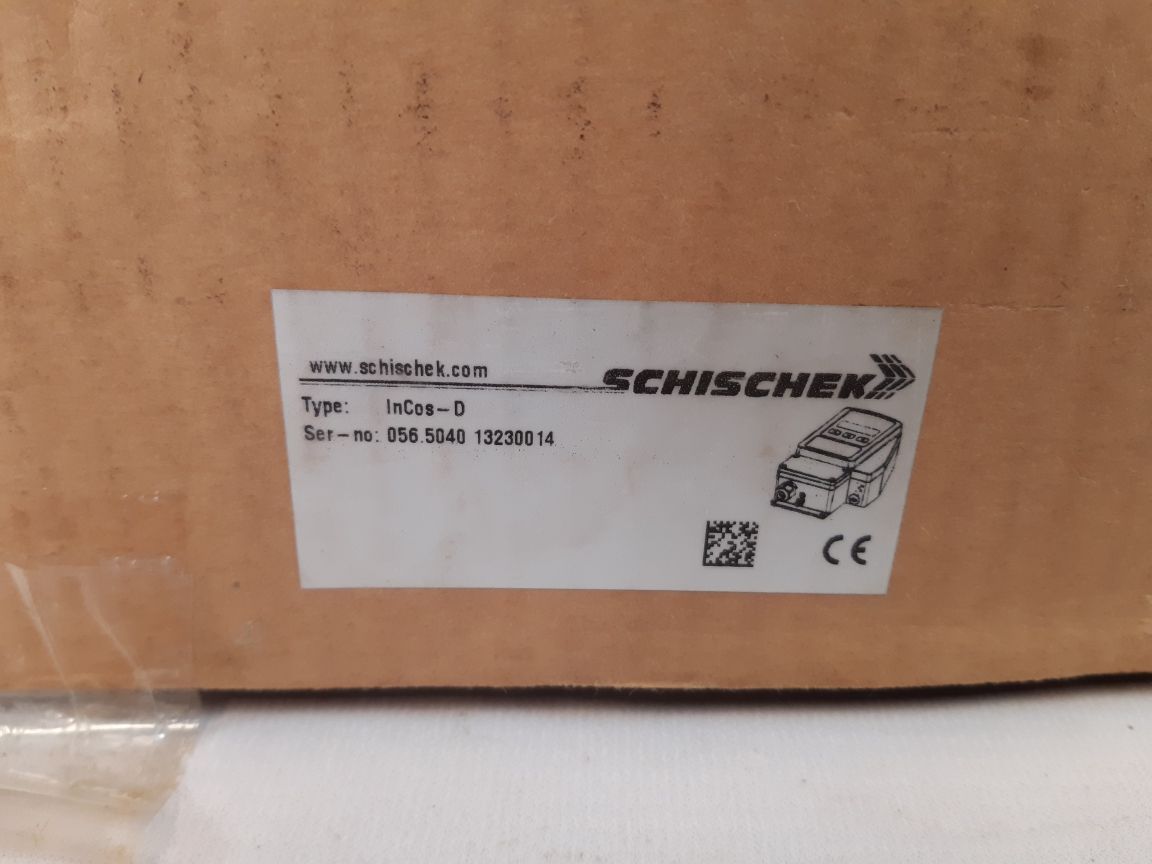 www.schischek.com
SCHISCHEK
Type: InCos-D
Ser-no: 056.5040 13230014
CE